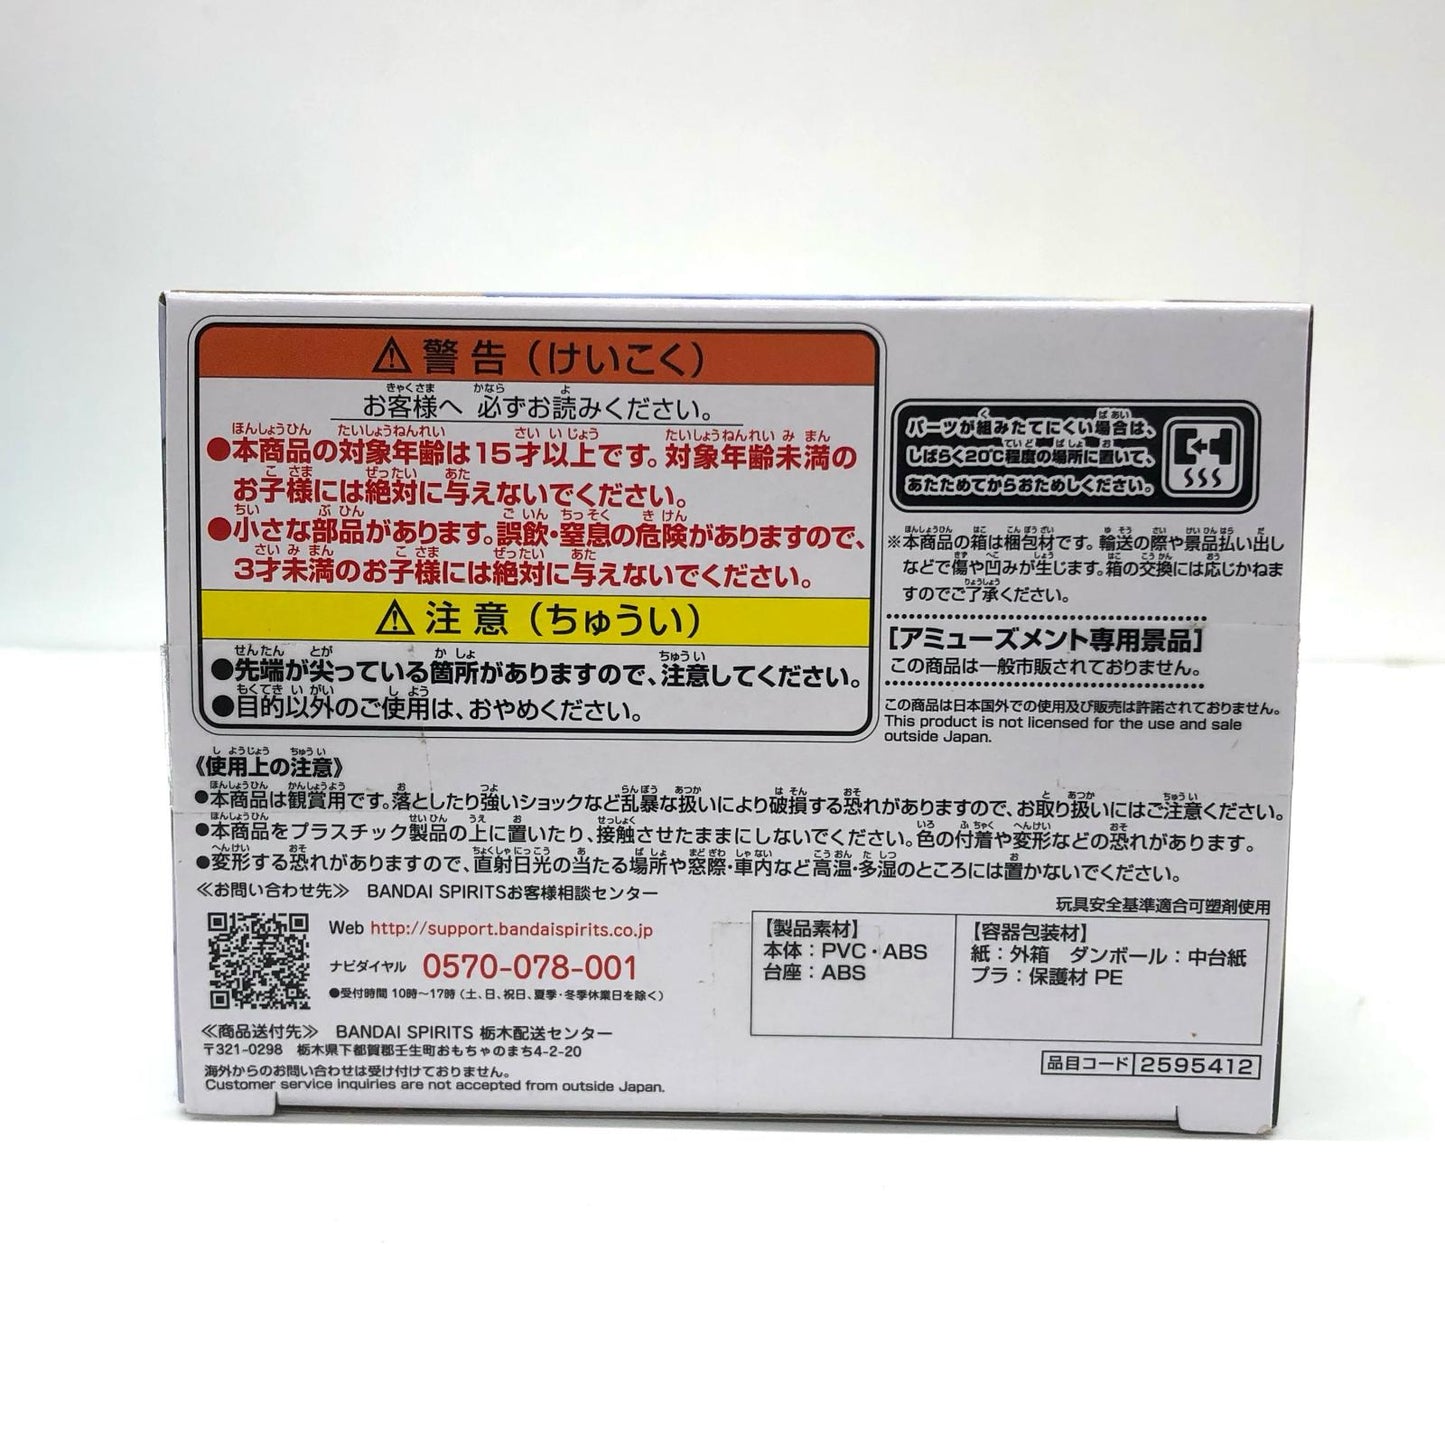 ⚠警告（けいこく）
お客様へ 必ずお読みください。
●本商品の対象年齢は15才以上です。対象年齢未満の
お子様には絶対に与えないでください。
●小さな部品があります。誤飲・窒息の危険がありますので、
3才未満のお子様には絶対に与えないでください。
⚠注意（ちゅうい）
●先端が尖っている箇所がありますので、注意してください。
●目的以外のご使用は、おやめください。
パーツが組みたてにくい場合は、
しばらく20℃程度の場所に置いて、
あたためてからおためしください。
※本商品の箱は梱包材です。輸送の際や景品払い出し
などで傷や凹みが生じます。箱の交換には応じかねま
すのでご了承ください。
[アミューズメント専用景品]
この商品は一般市販されておりません。
この商品は日本国外での使用及び販売は許諾されておりません。
This product is not licensed for the use and sale
outside Japan.
《使用上の注意》
●本商品は観賞用です。落としたり強いショックなど乱暴な扱いにより破損する恐れがありますので、お取り扱いにはご注意ください。
●本商品をプラスチック製品の上に置いたり、接触させたままにしないでください。色の付着や変形などの恐れがあります。
●変形する恐れがありますので、直射日光の当たる場所や窓際・車内など高温・多湿のところには置かないでください。
≪お問い合わせ先≫ BANDAI SPIRITSお客様相談センター
Web http://support.bandaispirits.co.jp
ナビダイヤル 0570-078-001
●受付時間 10時～17時（土、日、祝日、夏季・冬季休業日を除く）
≪商品送付先≫ BANDAI SPIRITS 栃木配送センター
〒321-0298 栃木県下都賀郡壬生町おもちゃのまち4-2-20
海外からのお問い合わせは受け付けておりません。
Customer service inquiries are not accepted from outside Japan.
玩具安全基準適合可塑剤使用
【製品素材】
本体：PVC・ABS
台座：ABS
【容器包装材】
紙：外箱 ダンボール：中台紙
プラ：保護材 PE
品目コード 2595412